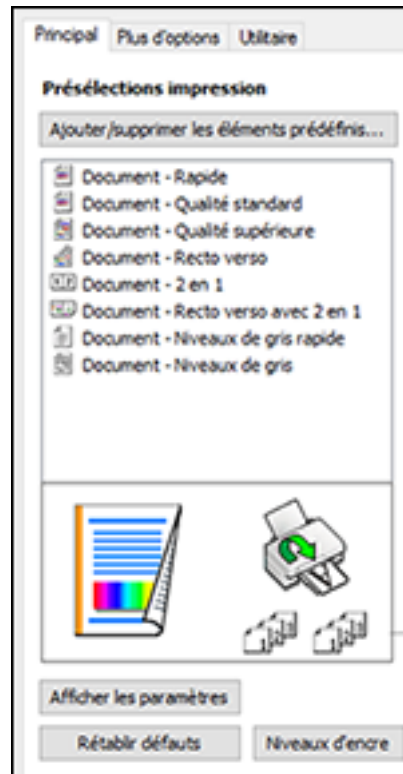 Principal Plus d'options Utilitaire
Présélections impression
Ajouter/supprimer les éléments prédéfinis...
Document - Rapide
Document - Qualité standard
Document - Qualité supérieure
Document - Recto verso
Document - 2 en 1
Document - Recto verso avec 2 en 1
Document - Niveaux de gris rapide
Document - Niveaux de gris
Afficher les paramètres
Rétablir défauts Niveaux d'encre